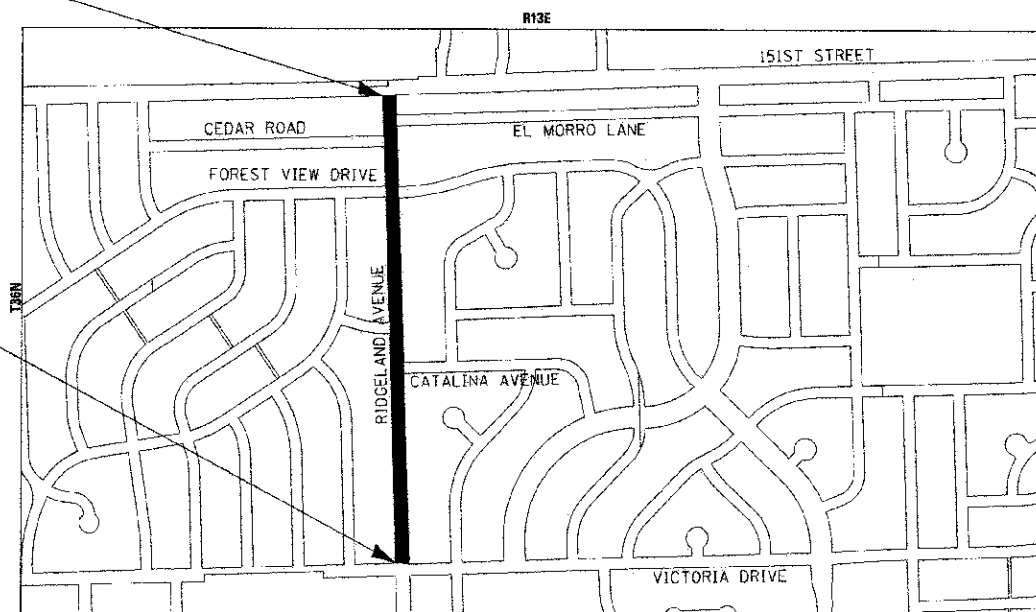 R13E
151ST STREET
CEDAR ROAD
EL MORRO LANE
FOREST VIEW DRIVE
T36N
RIDGELAND AVENUE
CATALINA AVENUE
VICTORIA DRIVE